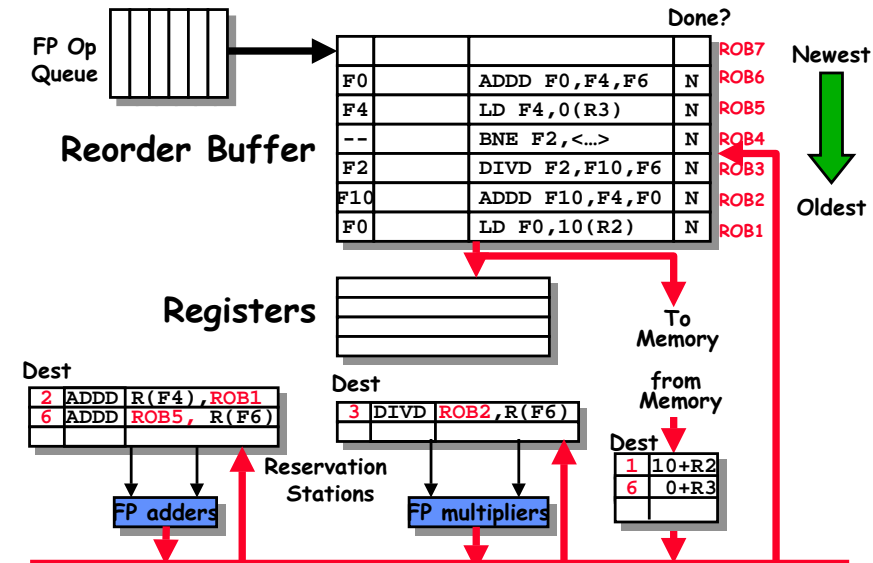 Done?
FP Op
Queue
ROB7
Newest
F0 ADDD F0,F4,F6 N ROB6
F4 LD F4,0(R3) N ROB5
-- BNE F2,<…> N ROB4
Reorder Buffer
F2 DIVD F2,F10,F6 N ROB3
F10 ADDD F10,F4,F0 N ROB2
Oldest
F0 LD F0,10(R2) N ROB1
Registers
To
Memory
Dest
2 ADDD R(F4),ROB1
6 ADDD ROB5, R(F6)
Dest
3 DIVD ROB2,R(F6)
from
Memory
Dest
1 10+R2
6 0+R3
Reservation
Stations
FP adders
FP multipliers